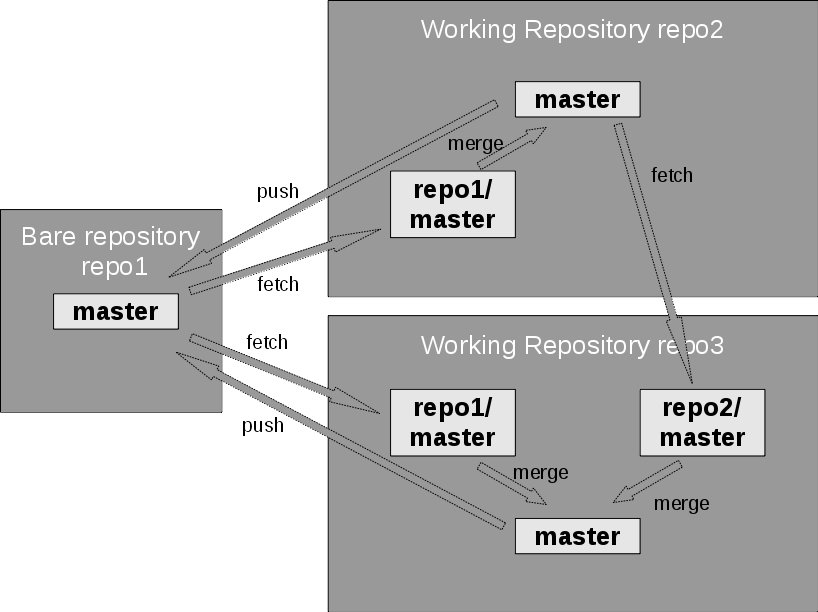 Working Repository repo2
master
merge
fetch
repo1/
master
push
fetch
Bare repository
repo1
master
Working Repository repo3
fetch
push
repo1/
master
repo2/
master
merge
merge
master